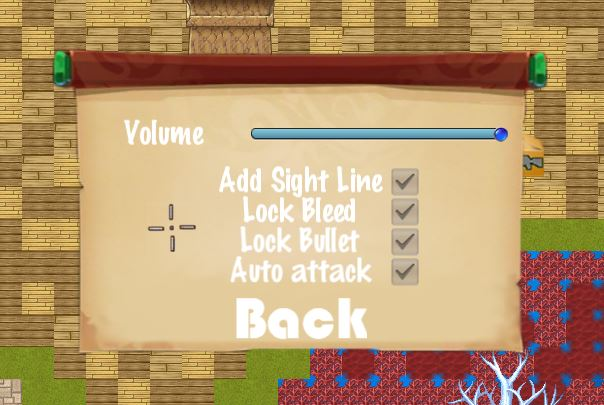 Volume
Add Sight Line
Lock Bleed
Lock Bullet
Auto attack
Back